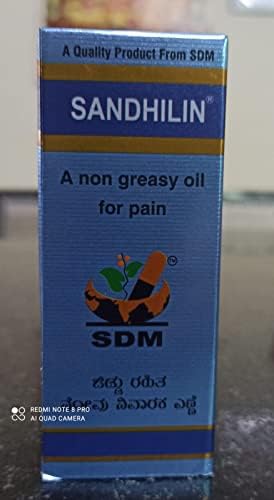 A Quality Product From SDM
SANDHILIN®
A non greasy oil
for pain
TM
SDM
ಜಿಡ್ಡು ರಹಿತ
ನೋವು ನಿವಾರಕ ಎಣ್ಣೆ
REDMI NOTE 8 PRO
AI QUAD CAMERA